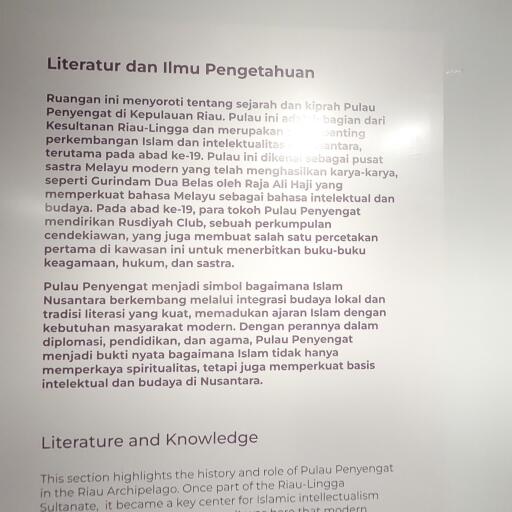 Literatur dan Ilmu Pengetahuan
Ruangan ini menyoroti tentang sejarah dan kiprah Pulau
Penyengat di Kepulauan Riau. Pulau ini adalah bagian dari
Kesultanan Riau-Lingga dan merupakan
perkembangan Islam dan intelektualitas
terutama pada abad ke-19. Pulau ini dikenal sebagai pusat
sastra Melayu modern yang telah menghasilkan karya-karya,
seperti Gurindam Dua Belas oleh Raja Ali Haji yang
memperkuat bahasa Melayu sebagai bahasa intelektual dan
budaya. Pada abad ke-19, para tokoh Pulau Penyengat
mendirikan Rusdiyah Club, sebuah perkumpulan
cendekiawan, yang juga membuat salah satu percetakan
pertama di kawasan ini untuk menerbitkan buku-buku
keagamaan, hukum, dan sastra.
Pulau Penyengat menjadi simbol bagaimana Islam
Nusantara berkembang melalui integrasi budaya lokal dan
tradisi literasi yang kuat, memadukan ajaran Islam dengan
kebutuhan masyarakat modern. Dengan perannya dalam
diplomasi, pendidikan, dan agama, Pulau Penyengat
menjadi bukti nyata bagaimana Islam tidak hanya
memperkaya spiritualitas, tetapi juga memperkuat basis
intelektual dan budaya di Nusantara.
Literature and Knowledge
This section highlights the history and role of Pulau Penyengat
in the Riau Archipelago. Once part of the Riau-Lingga
Sultanate, it became a key center for Islamic intellectualism
here that modern